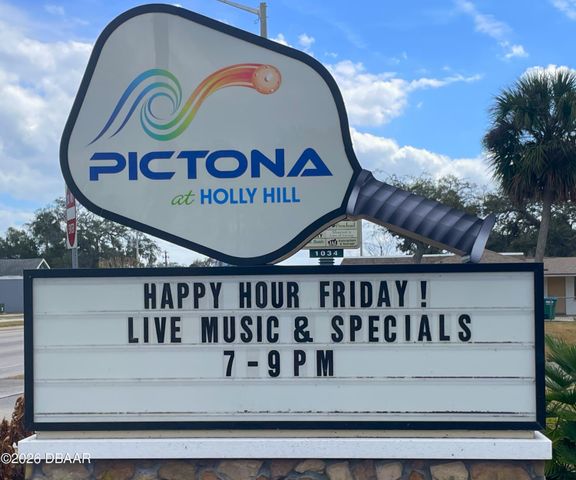 PICTONA
at HOLLY HILL
1034
HAPPY HOUR FRIDAY!
LIVE MUSIC & SPECIALS
7-9PM
© 2026 DBAAR